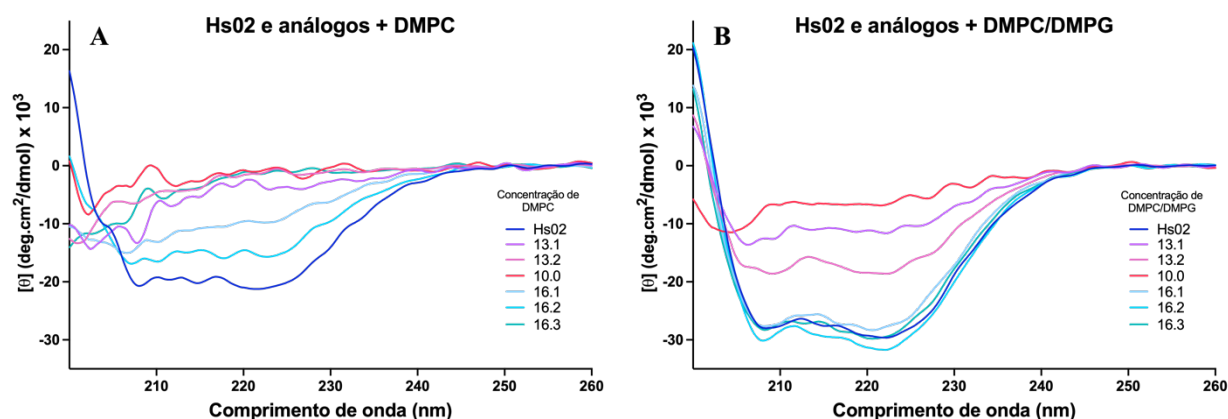 A
Hs02 e análogos + DMPC
[θ] (deg.cm²/dmol) x 10³
20
10
0
-10
-20
-30
210
220
230
240
250
260
Comprimento de onda (nm)
Concentração de
DMPC
Hs02
13.1
13.2
10.0
16.1
16.2
16.3
B
Hs02 e análogos + DMPC/DMPG
[θ] (deg.cm²/dmol) x 10³
20
10
0
-10
-20
-30
210
220
230
240
250
260
Comprimento de onda (nm)
Concentração de
DMPC/DMPG
Hs02
13.1
13.2
10.0
16.1
16.2
16.3